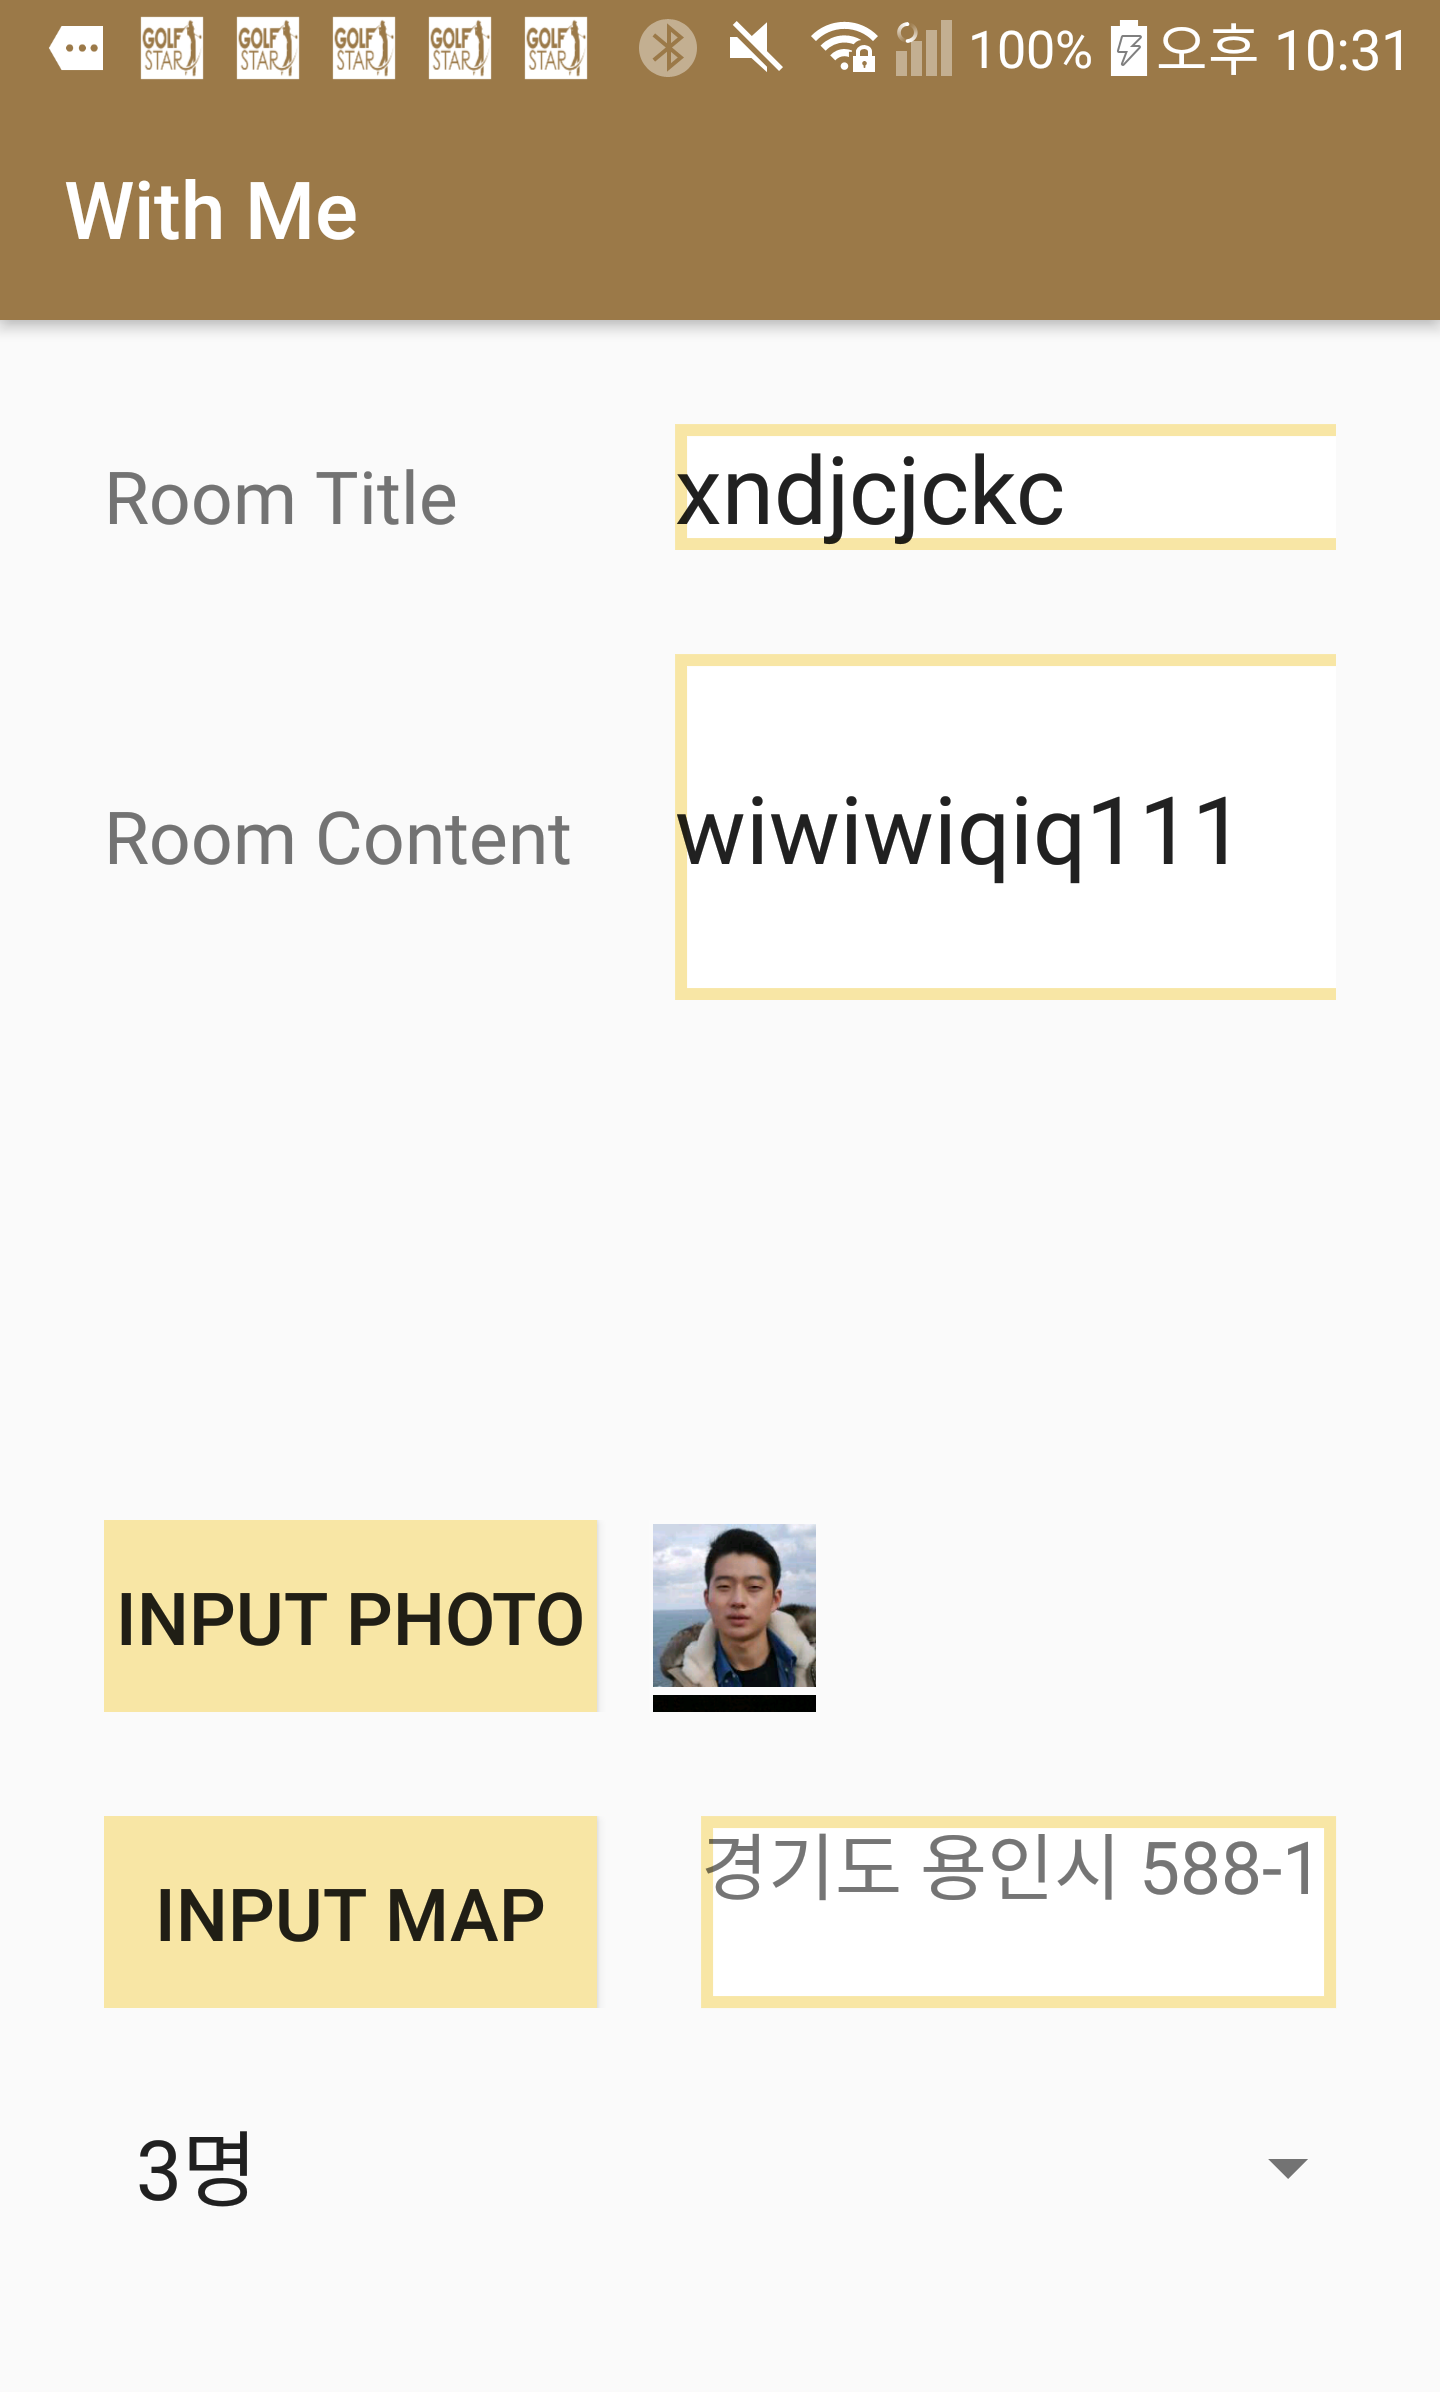 GOLF STAR GOLF STAR GOLF STAR GOLF STAR GOLF STAR 100% 오후 10:31
With Me
Room Title xndjcjckc
Room Content wiwiwiqiq111
INPUT PHOTO
INPUT MAP 경기도 용인시 588-1
3명